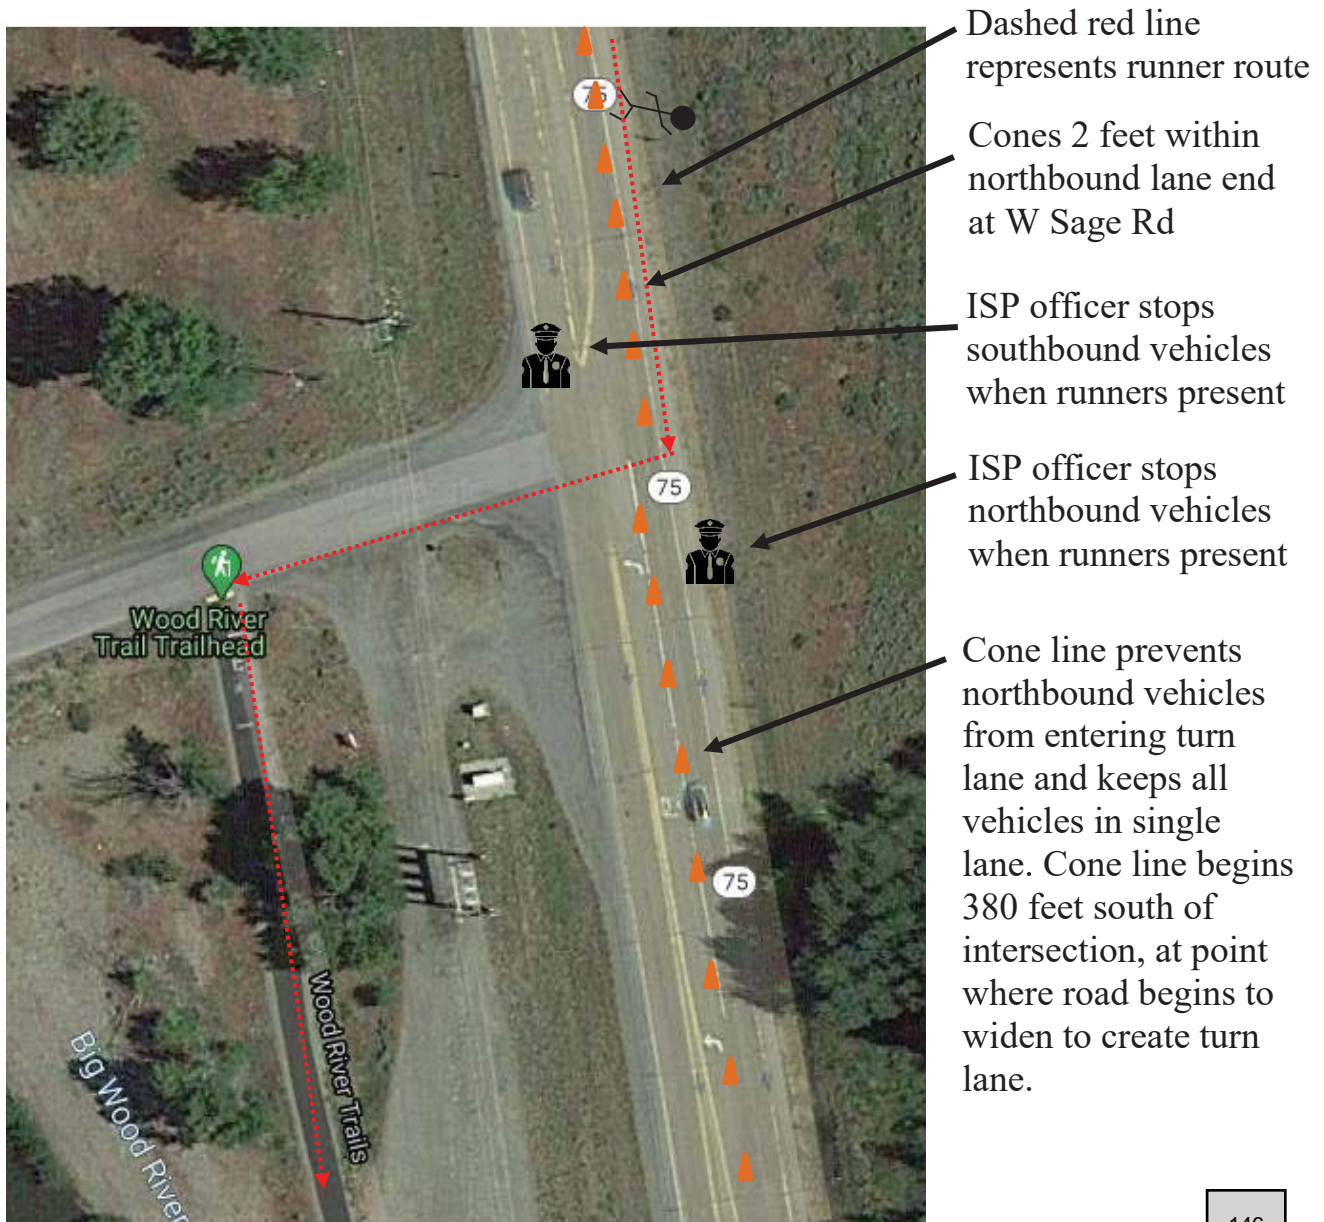 Dashed red line
represents runner route
Cones 2 feet within
northbound lane end
at W Sage Rd
ISP officer stops
southbound vehicles
when runners present
ISP officer stops
northbound vehicles
when runners present
Cone line prevents
northbound vehicles
from entering turn
lane and keeps all
vehicles in single
lane. Cone line begins
380 feet south of
intersection, at point
where road begins to
widen to create turn
lane.
75
75
75
Wood River
Trail Trailhead
Wood River Trails
Big Wood River
146